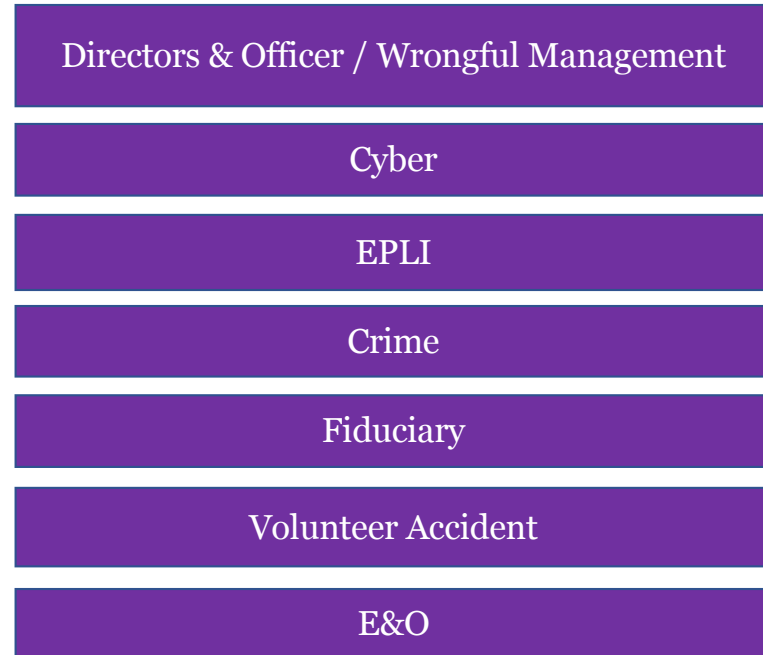 Directors & Officer / Wrongful Management
Cyber
EPLI
Crime
Fiduciary
Volunteer Accident
E&O